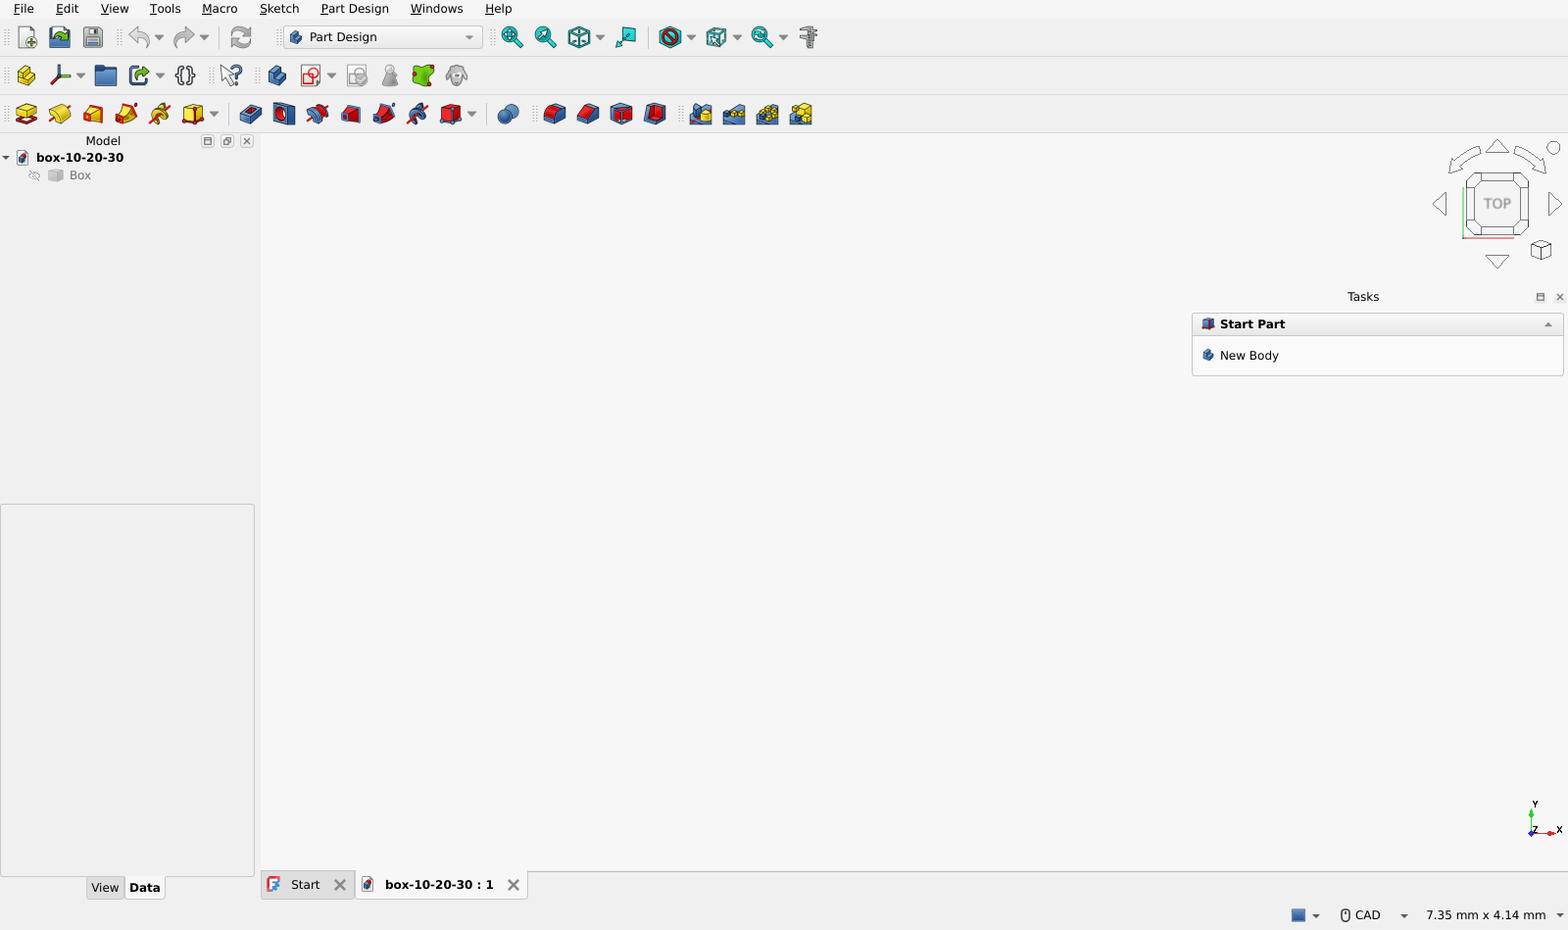 File Edit View Tools Macro Sketch Part Design Windows Help
Part Design
Model
box-10-20-30
Box
TOP
Tasks
Start Part
New Body
Y
Z X
View Data
Start
box-10-20-30 : 1
CAD
7.35 mm x 4.14 mm